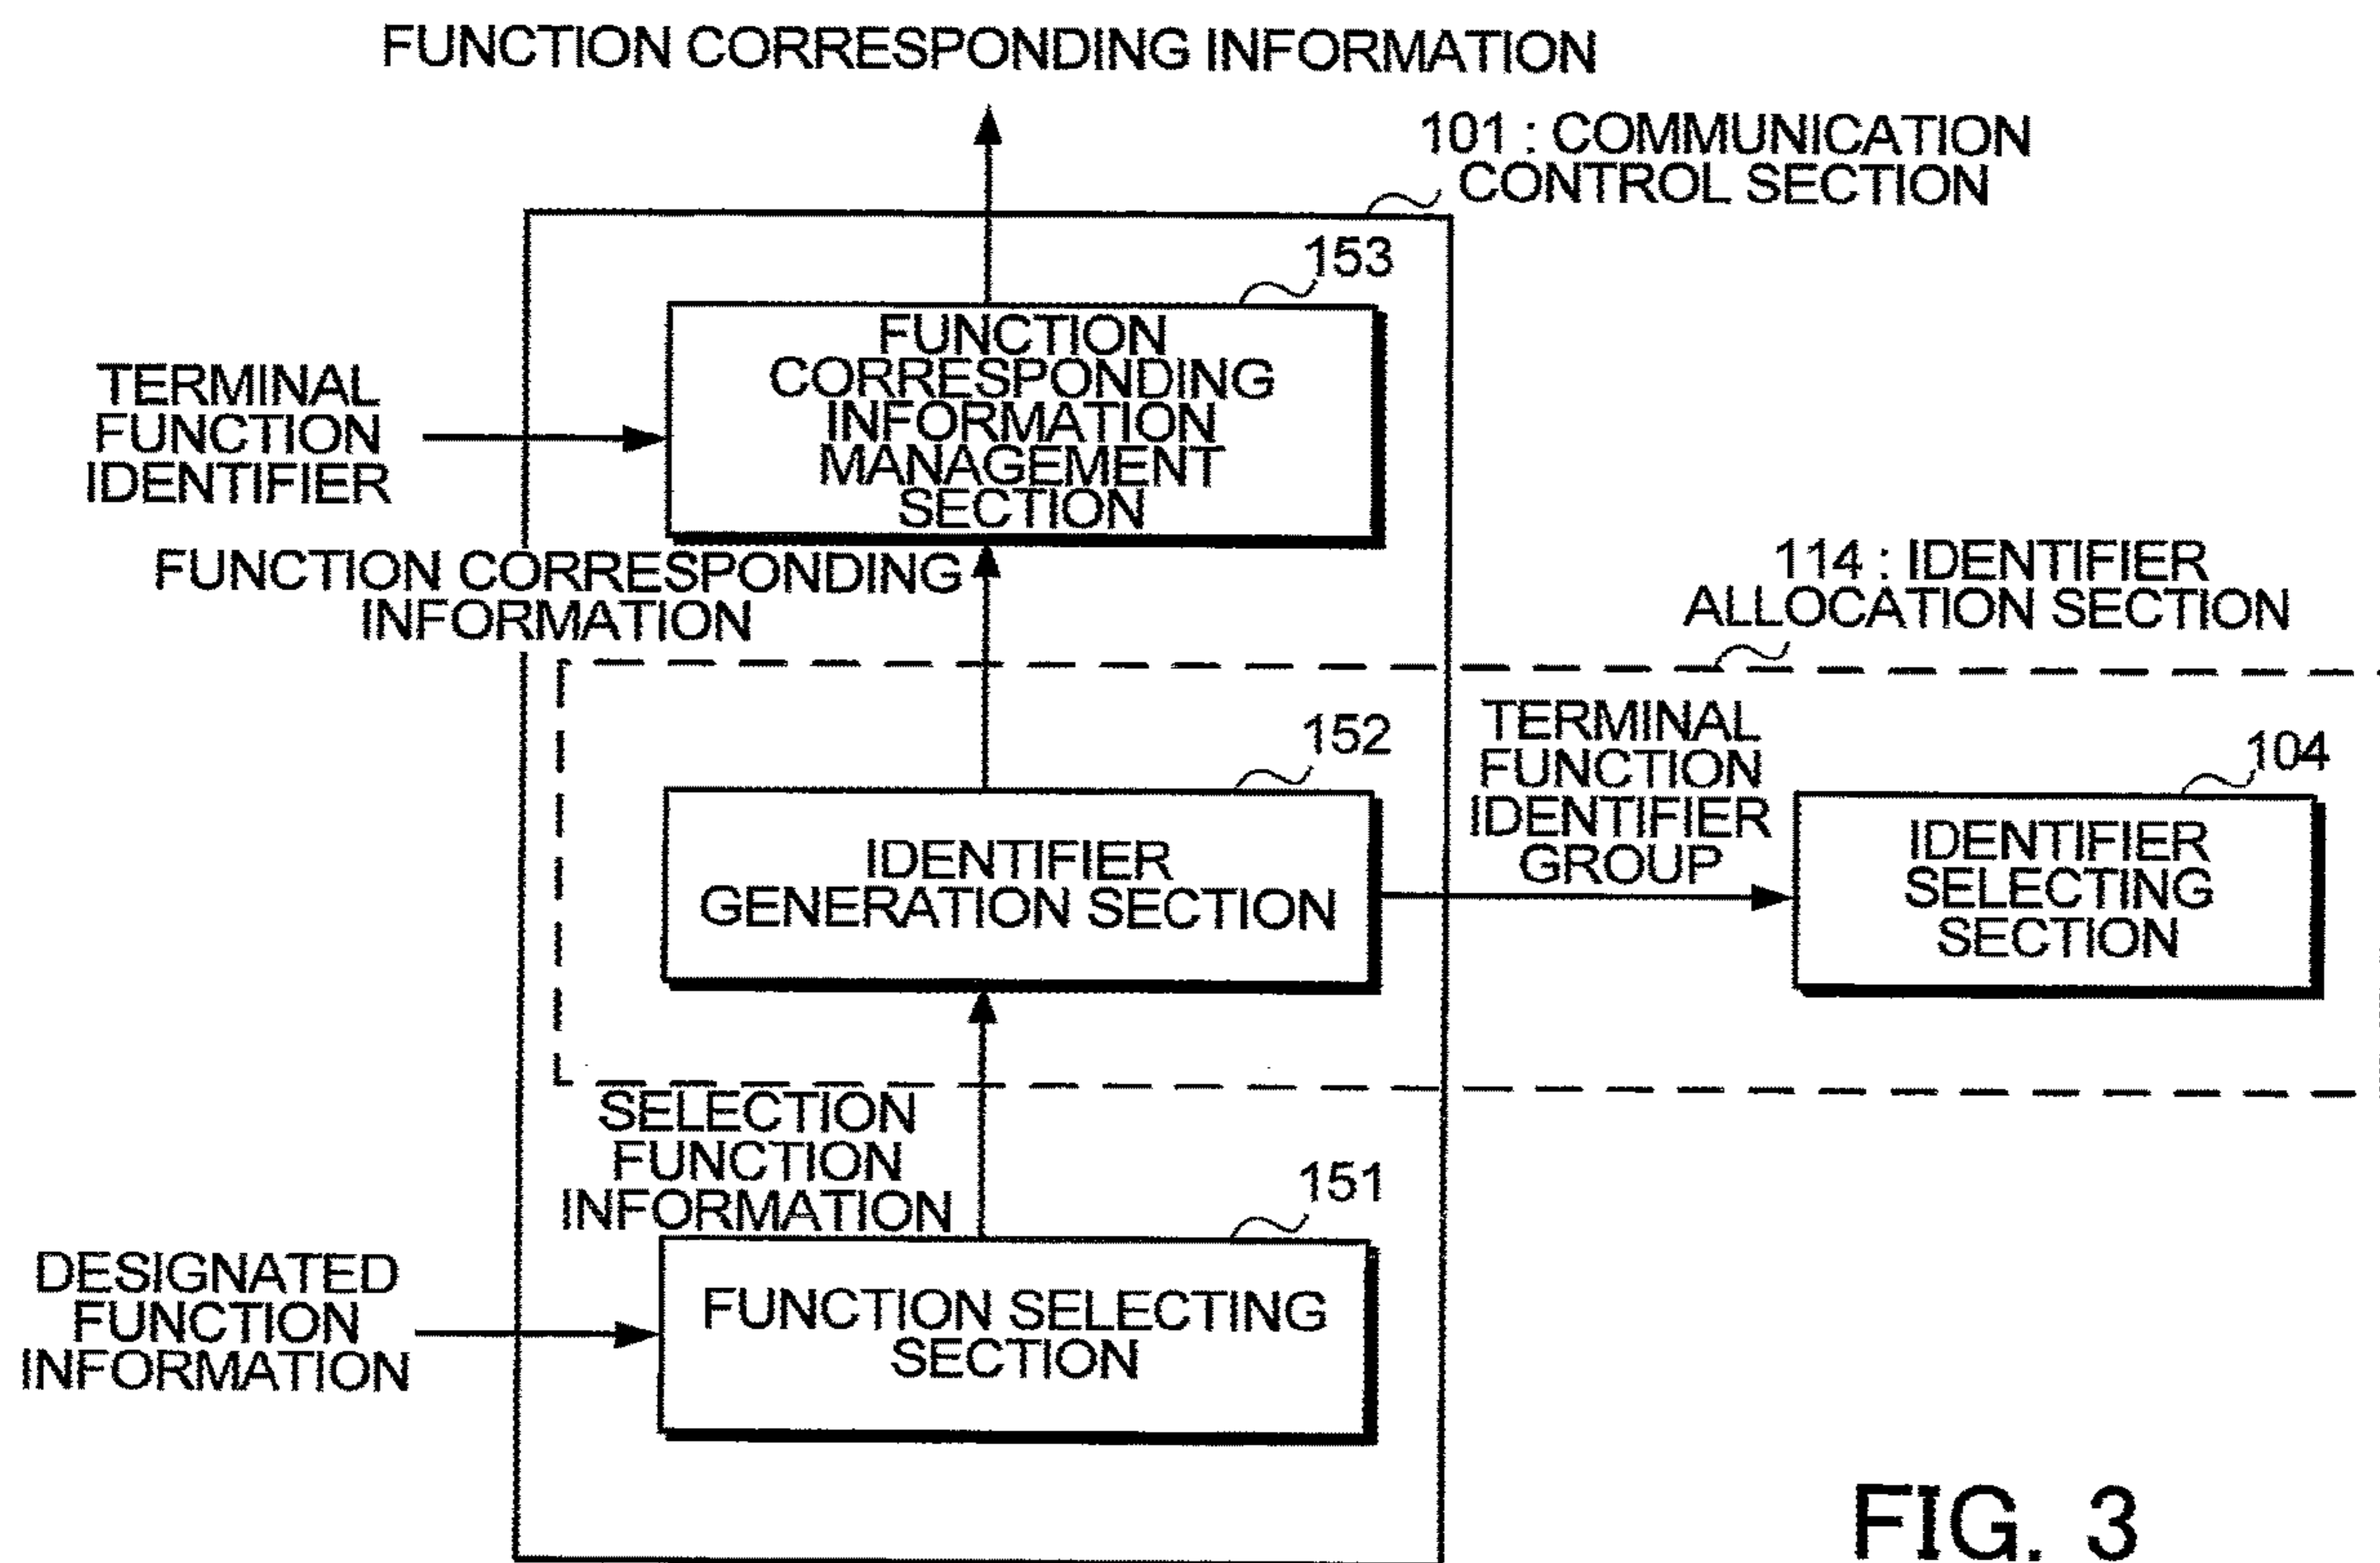 FUNCTION CORRESPONDING INFORMATION
101 : COMMUNICATION
CONTROL SECTION
153
FUNCTION
CORRESPONDING
INFORMATION
MANAGEMENT
SECTION
TERMINAL
FUNCTION
IDENTIFIER
FUNCTION CORRESPONDING
INFORMATION
114 : IDENTIFIER
ALLOCATION SECTION
152
IDENTIFIER
GENERATION SECTION
TERMINAL
FUNCTION
IDENTIFIER
GROUP
104
IDENTIFIER
SELECTING
SECTION
SELECTION
FUNCTION
INFORMATION
151
FUNCTION SELECTING
SECTION
DESIGNATED
FUNCTION
INFORMATION
FIG. 3